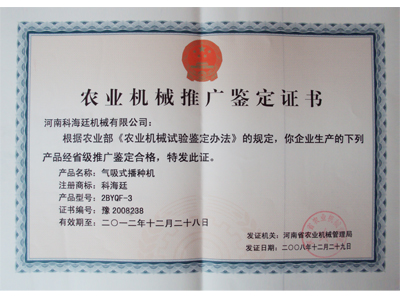 农业机械推广鉴定证书
河南科海廷机械有限公司：
根据农业部《农业机械试验鉴定办法》的规定，你企业生产的下列
产品经省级推广鉴定合格，特发此证。
产品名称：气吸式播种机
注册商标：科海廷
产品型号：2BYQF-3
证书编号：豫2008238
有效期至：二〇一二年十二月二十八日
发证机关：河南省农业机械管理局
发证日期：二〇〇八年十二月二十九日